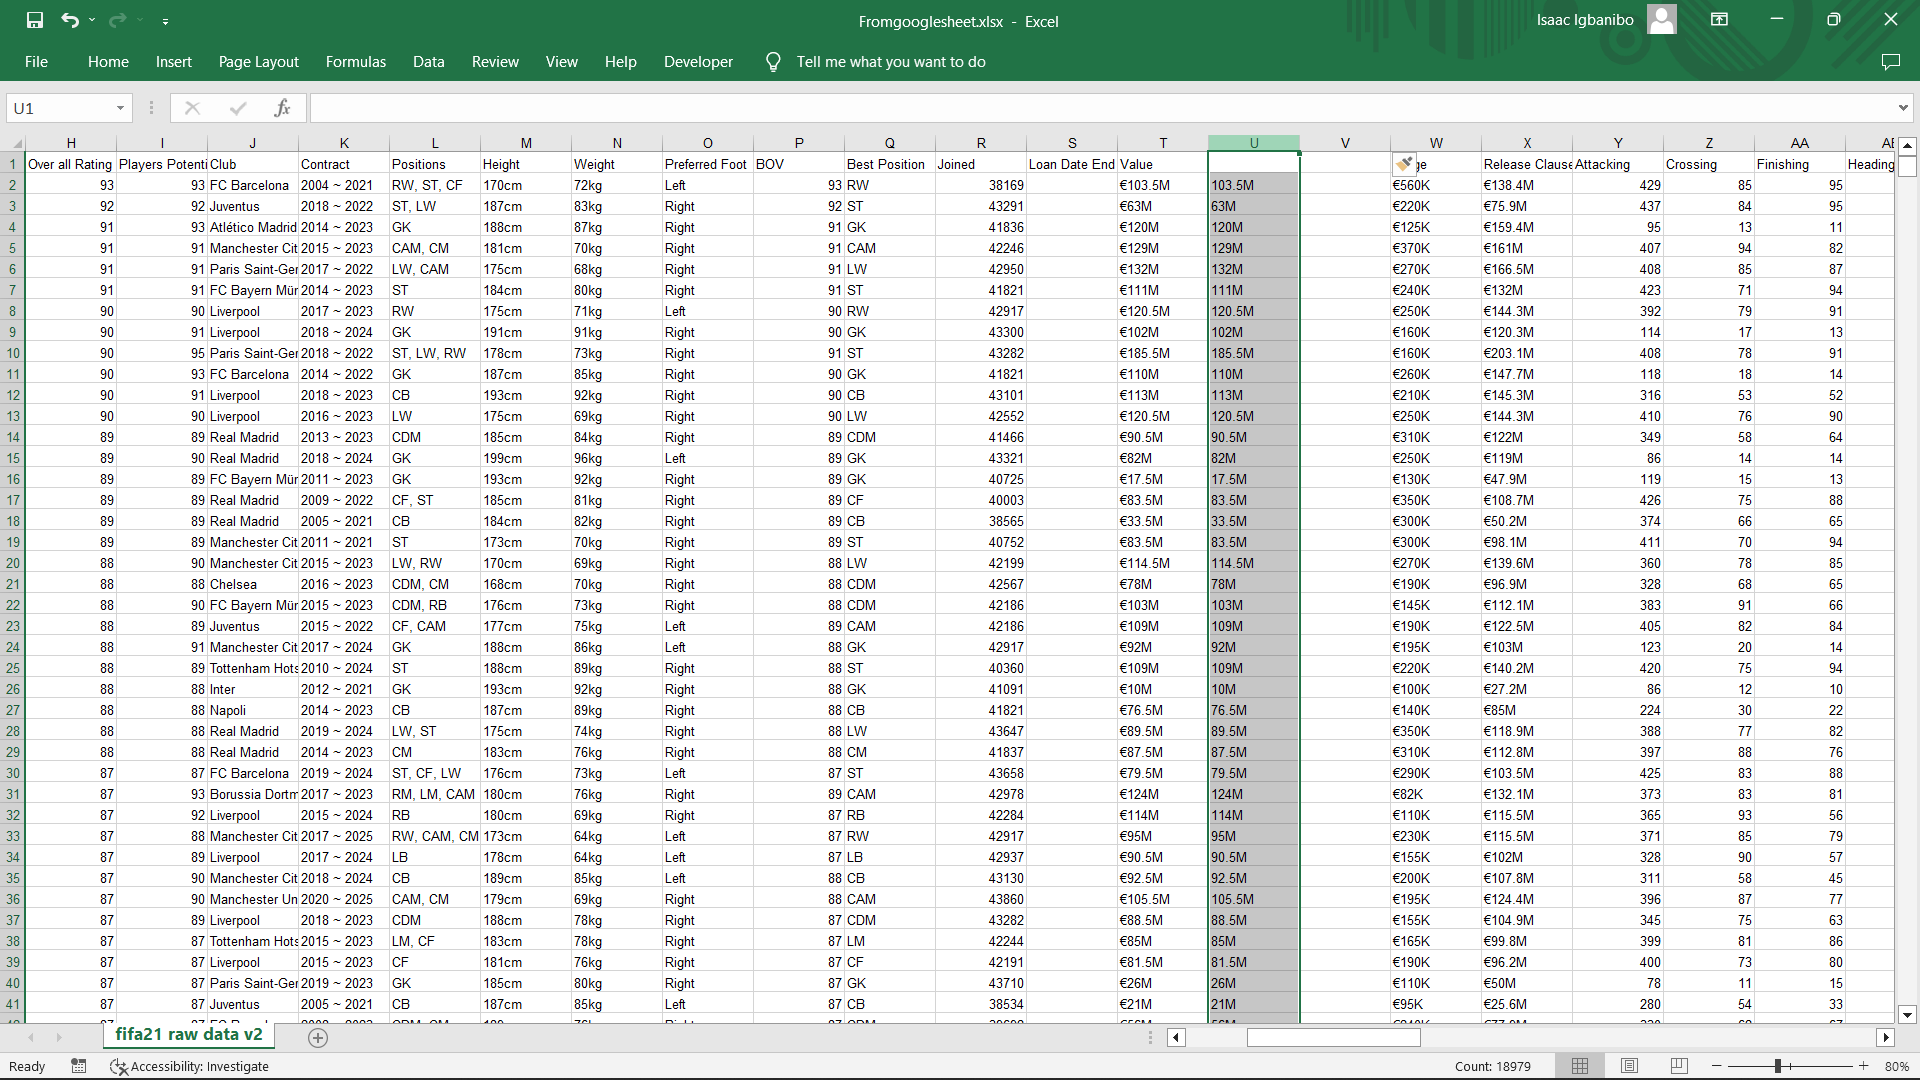 Fromgooglesheet.xlsx - Excel
Isaac Igbanibo
File Home Insert Page Layout Formulas Data Review View Help Developer Tell me what you want to do
U1 fx
H I J K L M N O P Q R S T U V W X Y Z AA
1 Over all Rating Players Potenti Club Contract Positions Height Weight Preferred Foot BOV Best Position Joined Loan Date End Value ge Release Clause Attacking Crossing Finishing Heading
2 93 93 FC Barcelona 2004 ~ 2021 RW, ST, CF 170cm 72kg Left 93 RW 38169 €103.5M 103.5M €560K €138.4M 429 85 95
3 92 92 Juventus 2018 ~ 2022 ST, LW 187cm 83kg Right 92 ST 43291 €63M 63M €220K €75.9M 437 84 95
4 91 93 Atlético Madrid 2014 ~ 2023 GK 188cm 87kg Right 91 GK 41836 €120M 120M €125K €159.4M 95 13 11
5 91 91 Manchester Cit 2015 ~ 2023 CAM, CM 181cm 70kg Right 91 CAM 42246 €129M 129M €370K €161M 407 94 82
6 91 91 Paris Saint-Ger 2017 ~ 2022 LW, CAM 175cm 68kg Right 91 LW 42950 €132M 132M €270K €166.5M 408 85 87
7 91 91 FC Bayern Mür 2014 ~ 2023 ST 184cm 80kg Right 91 ST 41821 €111M 111M €240K €132M 423 71 94
8 90 90 Liverpool 2017 ~ 2023 RW 175cm 71kg Left 90 RW 42917 €120.5M 120.5M €250K €144.3M 392 79 91
9 90 91 Liverpool 2018 ~ 2024 GK 191cm 91kg Right 90 GK 43300 €102M 102M €160K €120.3M 114 17 13
10 90 95 Paris Saint-Ger 2018 ~ 2022 ST, LW, RW 178cm 73kg Right 91 ST 43282 €185.5M 185.5M €160K €203.1M 408 78 91
11 90 93 FC Barcelona 2014 ~ 2022 GK 187cm 85kg Right 90 GK 41821 €110M 110M €260K €147.7M 118 18 14
12 90 91 Liverpool 2018 ~ 2023 CB 193cm 92kg Right 90 CB 43101 €113M 113M €210K €145.3M 316 53 52
13 90 90 Liverpool 2016 ~ 2023 LW 175cm 69kg Right 90 LW 42552 €120.5M 120.5M €250K €144.3M 410 76 90
14 89 89 Real Madrid 2013 ~ 2023 CDM 185cm 84kg Right 89 CDM 41466 €90.5M 90.5M €310K €122M 349 58 64
15 89 90 Real Madrid 2018 ~ 2024 GK 199cm 96kg Left 89 GK 43321 €82M 82M €250K €119M 86 14 14
16 89 89 FC Bayern Mür 2011 ~ 2023 GK 193cm 92kg Right 89 GK 40725 €17.5M 17.5M €130K €47.9M 119 15 13
17 89 89 Real Madrid 2009 ~ 2022 CF, ST 185cm 81kg Right 89 CF 40003 €83.5M 83.5M €350K €108.7M 426 75 88
18 89 89 Real Madrid 2005 ~ 2021 CB 184cm 82kg Right 89 CB 38565 €33.5M 33.5M €300K €50.2M 374 66 65
19 89 89 Manchester Cit 2011 ~ 2021 ST 173cm 70kg Right 89 ST 40752 €83.5M 83.5M €300K €98.1M 411 70 94
20 88 90 Manchester Cit 2015 ~ 2023 LW, RW 170cm 69kg Right 88 LW 42199 €114.5M 114.5M €270K €139.6M 360 78 85
21 88 88 Chelsea 2016 ~ 2023 CDM, CM 168cm 70kg Right 88 CDM 42567 €78M 78M €190K €96.9M 328 68 65
22 88 90 FC Bayern Mür 2015 ~ 2023 CDM, RB 176cm 73kg Right 88 CDM 42186 €103M 103M €145K €112.1M 383 91 66
23 88 89 Juventus 2015 ~ 2022 CF, CAM 177cm 75kg Left 89 CAM 42186 €109M 109M €190K €122.5M 405 82 84
24 88 91 Manchester Cit 2017 ~ 2024 GK 188cm 86kg Left 88 GK 42917 €92M 92M €195K €103M 123 20 14
25 88 89 Tottenham Hots 2010 ~ 2024 ST 188cm 89kg Right 88 ST 40360 €109M 109M €220K €140.2M 420 75 94
26 88 88 Inter 2012 ~ 2021 GK 193cm 92kg Right 88 GK 41091 €10M 10M €100K €27.2M 86 12 10
27 88 88 Napoli 2014 ~ 2023 CB 187cm 89kg Right 88 CB 41821 €76.5M 76.5M €140K €85M 224 30 22
28 88 88 Real Madrid 2019 ~ 2024 LW, ST 175cm 74kg Right 88 LW 43647 €89.5M 89.5M €350K €118.9M 388 77 82
29 88 88 Real Madrid 2014 ~ 2023 CM 183cm 76kg Right 88 CM 41837 €87.5M 87.5M €310K €112.8M 397 88 76
30 87 87 FC Barcelona 2019 ~ 2024 ST, CF, LW 176cm 73kg Left 87 ST 43658 €79.5M 79.5M €290K €103.5M 425 83 88
31 87 93 Borussia Dortm 2017 ~ 2023 RM, LM, CAM 180cm 76kg Right 89 CAM 42978 €124M 124M €82K €132.1M 373 83 81
32 87 92 Liverpool 2015 ~ 2024 RB 180cm 69kg Right 87 RB 42284 €114M 114M €110K €115.5M 365 93 56
33 87 88 Manchester Cit 2017 ~ 2025 RW, CAM, CM 173cm 64kg Left 87 RW 42917 €95M 95M €230K €115.5M 371 85 79
34 87 89 Liverpool 2017 ~ 2024 LB 178cm 64kg Left 87 LB 42937 €90.5M 90.5M €155K €102M 328 90 57
35 87 90 Manchester Cit 2018 ~ 2024 CB 189cm 85kg Left 88 CB 43130 €92.5M 92.5M €200K €107.8M 311 58 45
36 87 90 Manchester Un 2020 ~ 2025 CAM, CM 179cm 69kg Right 88 CAM 43860 €105.5M 105.5M €195K €124.4M 396 87 77
37 87 89 Liverpool 2018 ~ 2023 CDM 188cm 78kg Right 87 CDM 43282 €88.5M 88.5M €155K €104.9M 345 75 63
38 87 87 Tottenham Hots 2015 ~ 2023 LM, CF 183cm 78kg Right 87 LM 42244 €85M 85M €165K €99.8M 399 81 86
39 87 87 Liverpool 2015 ~ 2023 CF 181cm 76kg Right 87 CF 42191 €81.5M 81.5M €190K €96.2M 400 73 80
40 87 87 Paris Saint-Ger 2019 ~ 2023 GK 185cm 80kg Right 87 GK 43710 €26M 26M €110K €50M 78 11 15
41 87 87 Juventus 2005 ~ 2021 CB 187cm 85kg Left 87 CB 38534 €21M 21M €95K €25.6M 280 54 33
fifa21 raw data v2
Ready Accessibility: Investigate Count: 18979 80%